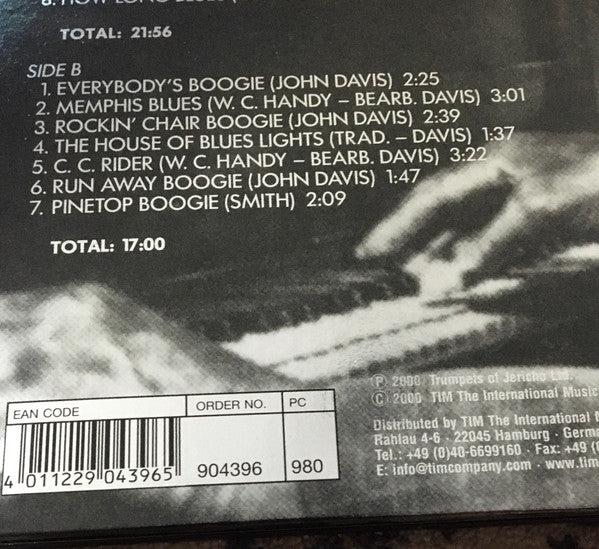 8. HOW LONG BLUES (
TOTAL: 21:56
SIDE B
1. EVERYBODY'S BOOGIE (JOHN DAVIS) 2:25
2. MEMPHIS BLUES (W. C. HANDY – BEARB. DAVIS) 3:01
3. ROCKIN' CHAIR BOOGIE (JOHN DAVIS) 2:39
4. THE HOUSE OF BLUES LIGHTS (TRAD. – DAVIS) 1:37
5. C. C. RIDER (W. C. HANDY – BEARB. DAVIS) 3:22
6. RUN AWAY BOOGIE (JOHN DAVIS) 1:47
7. PINETOP BOOGIE (SMITH) 2:09
TOTAL: 17:00
EAN CODE ORDER NO. PC
4 011229 043965 904396 980
Ⓟ 2000 Trumpets of Jericho Ltd.
© 2000 TIM The International Music
Distributed by TIM The International
Rahlau 4-6 · 22045 Hamburg · Germa
Tel.: +49 (0)40-6699160 · Fax: +49 (
E: info@timcompany.com · www.tim